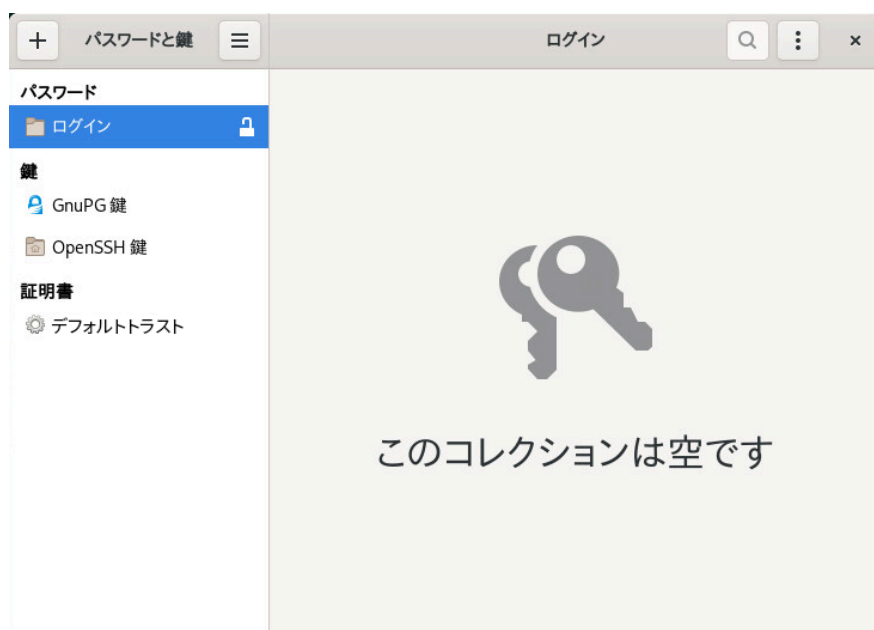 パスワードと鍵
ログイン
パスワード
ログイン
鍵
GnuPG 鍵
OpenSSH 鍵
証明書
デフォルトトラスト
このコレクションは空です